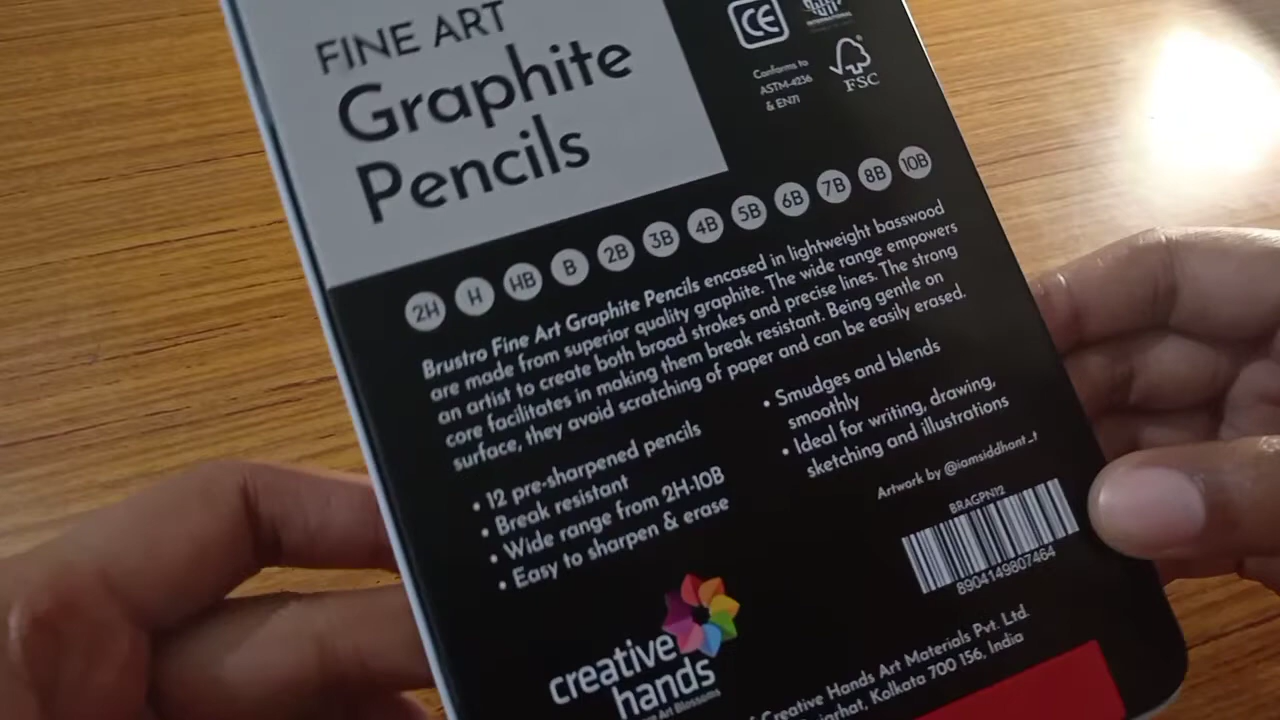 FINE ART
Graphite
Pencils
CE
INTERNATIONAL
Conforms to
ASTM-4236
& EN71
FSC
2H H HB B 2B 3B 4B 5B 6B 7B 8B 10B
Brustro Fine Art Graphite Pencils encased in lightweight basswood
are made from superior quality graphite. The wide range empowers
an artist to create both broad strokes and precise lines. The strong
core facilitates in making them break resistant. Being gentle on
surface, they avoid scratching of paper and can be easily erased.
• 12 pre-sharpened pencils
• Break resistant
• Wide range from 2H-10B
• Easy to sharpen & erase
• Smudges and blends
smoothly
• Ideal for writing, drawing,
sketching and illustrations
Artwork by @iamsiddhant_t
BRAGPN12
8904149807464
creative
hands
Art Blossoms
Creative Hands Art Materials Pvt. Ltd.
Kolkata 700 156, India